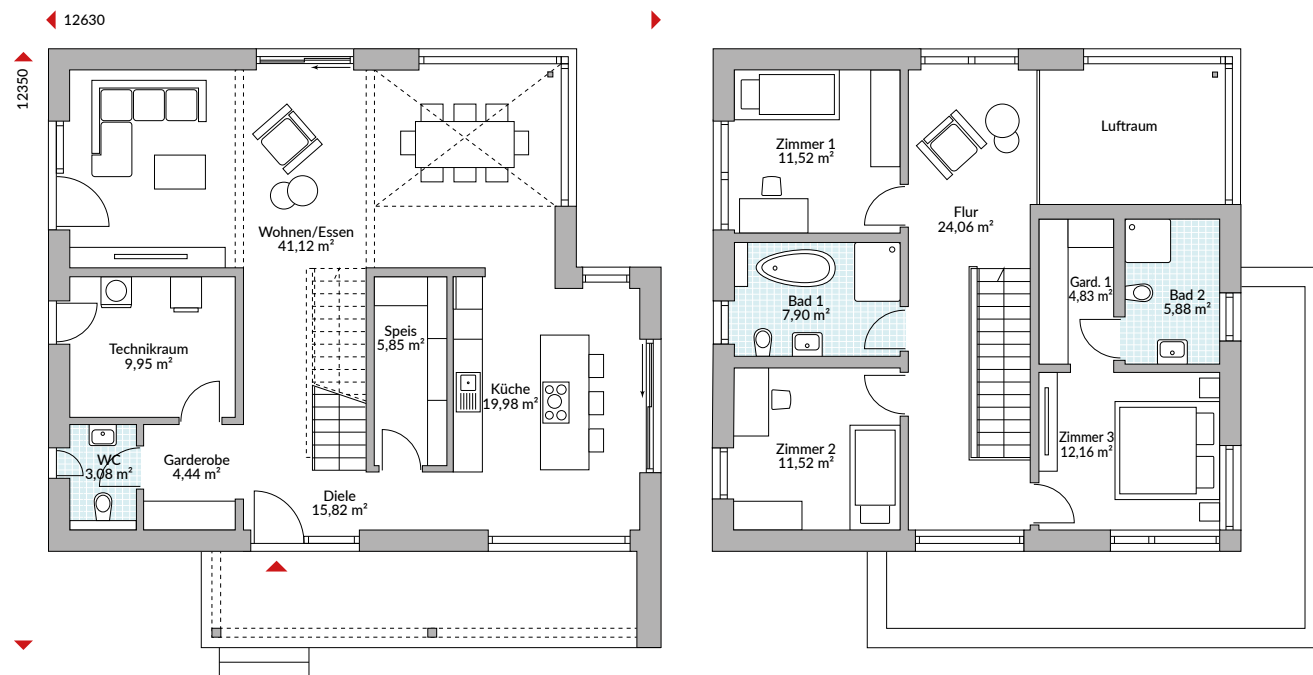 12630
12350
Wohnen/Essen
41,12 m²
Technikraum
9,95 m²
Speis
5,85 m²
Küche
19,98 m²
WC
3,08 m²
Garderobe
4,44 m²
Diele
15,82 m²
Zimmer 1
11,52 m²
Luftraum
Flur
24,06 m²
Bad 1
7,90 m²
Gard. 1
4,83 m²
Bad 2
5,88 m²
Zimmer 2
11,52 m²
Zimmer 3
12,16 m²